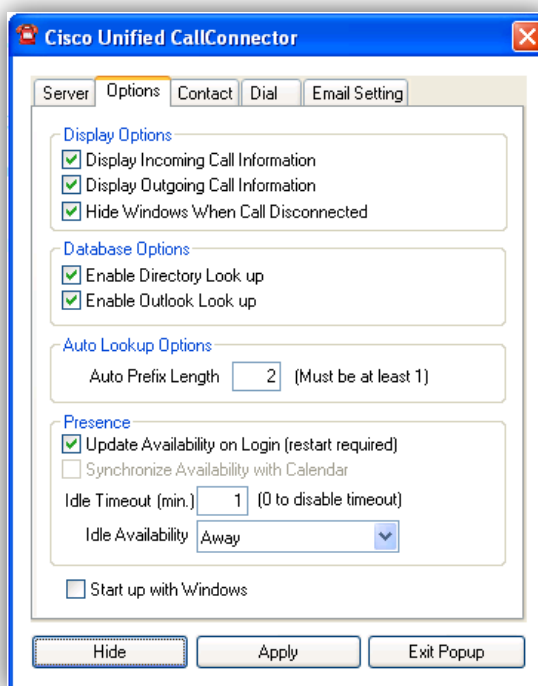 Cisco Unified CallConnector
Server Options Contact Dial Email Setting
Display Options
Display Incoming Call Information
Display Outgoing Call Information
Hide Windows When Call Disconnected
Database Options
Enable Directory Look up
Enable Outlook Look up
Auto Lookup Options
Auto Prefix Length 2 (Must be at least 1)
Presence
Update Availability on Login (restart required)
Synchronize Availability with Calendar
Idle Timeout (min.) 1 (0 to disable timeout)
Idle Availability Away
Start up with Windows
Hide Apply Exit Popup